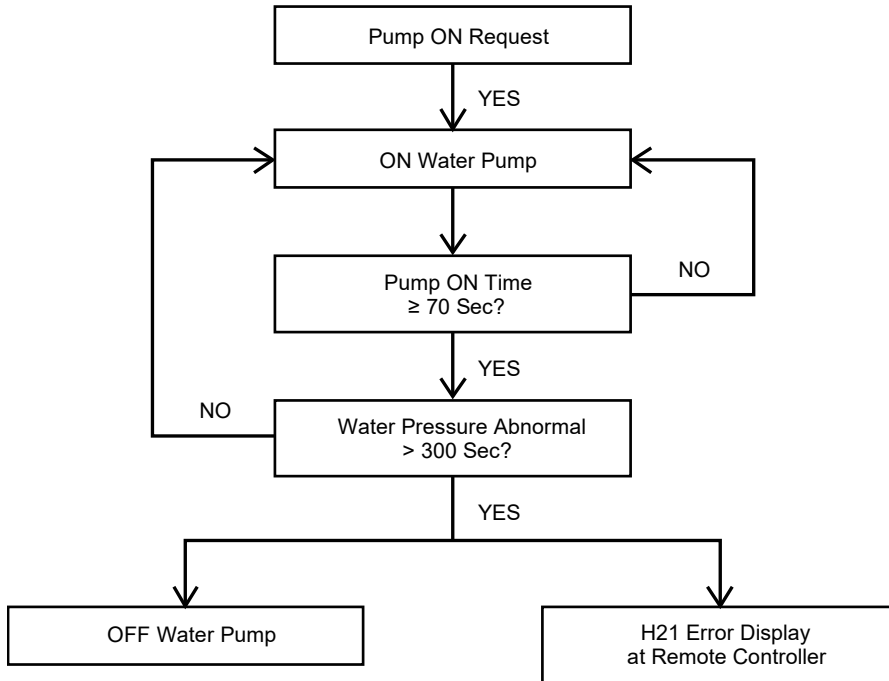 Pump ON Request
YES
ON Water Pump
Pump ON Time
≥ 70 Sec?
NO
YES
NO
Water Pressure Abnormal
> 300 Sec?
YES
OFF Water Pump
H21 Error Display
at Remote Controller